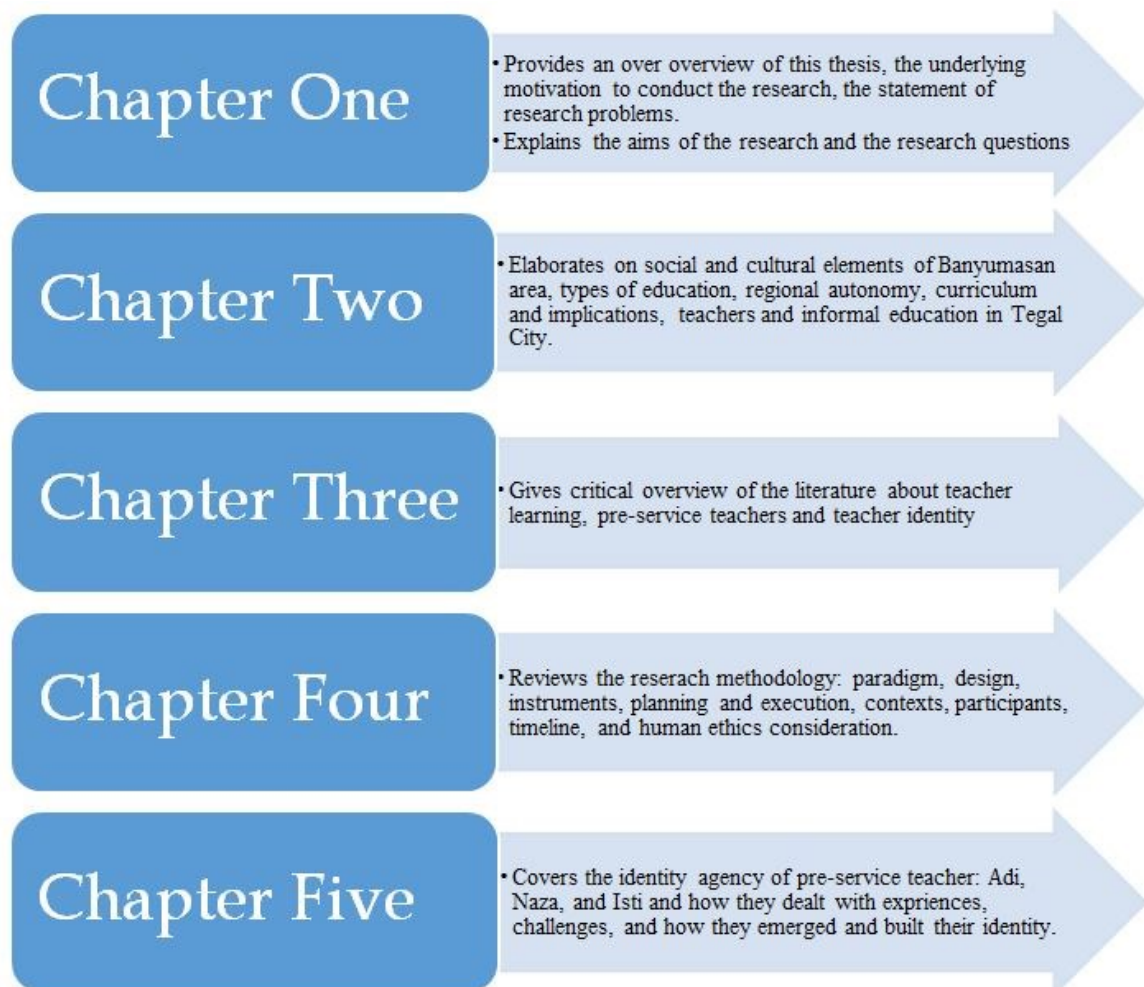 Chapter One
• Provides an over overview of this thesis, the underlying
motivation to conduct the research, the statement of
research problems.
• Explains the aims of the research and the research questions
Chapter Two
• Elaborates on social and cultural elements of Banyumasan
area, types of education, regional autonomy, curriculum
and implications, teachers and informal education in Tegal
City.
Chapter Three
• Gives critical overview of the literature about teacher
learning, pre-service teachers and teacher identity
Chapter Four
• Reviews the reserach methodology: paradigm, design,
instruments, planning and execution, contexts, participants,
timeline, and human ethics consideration.
Chapter Five
• Covers the identity agency of pre-service teacher: Adi,
Naza, and Isti and how they dealt with expriences,
challenges, and how they emerged and built their identity.